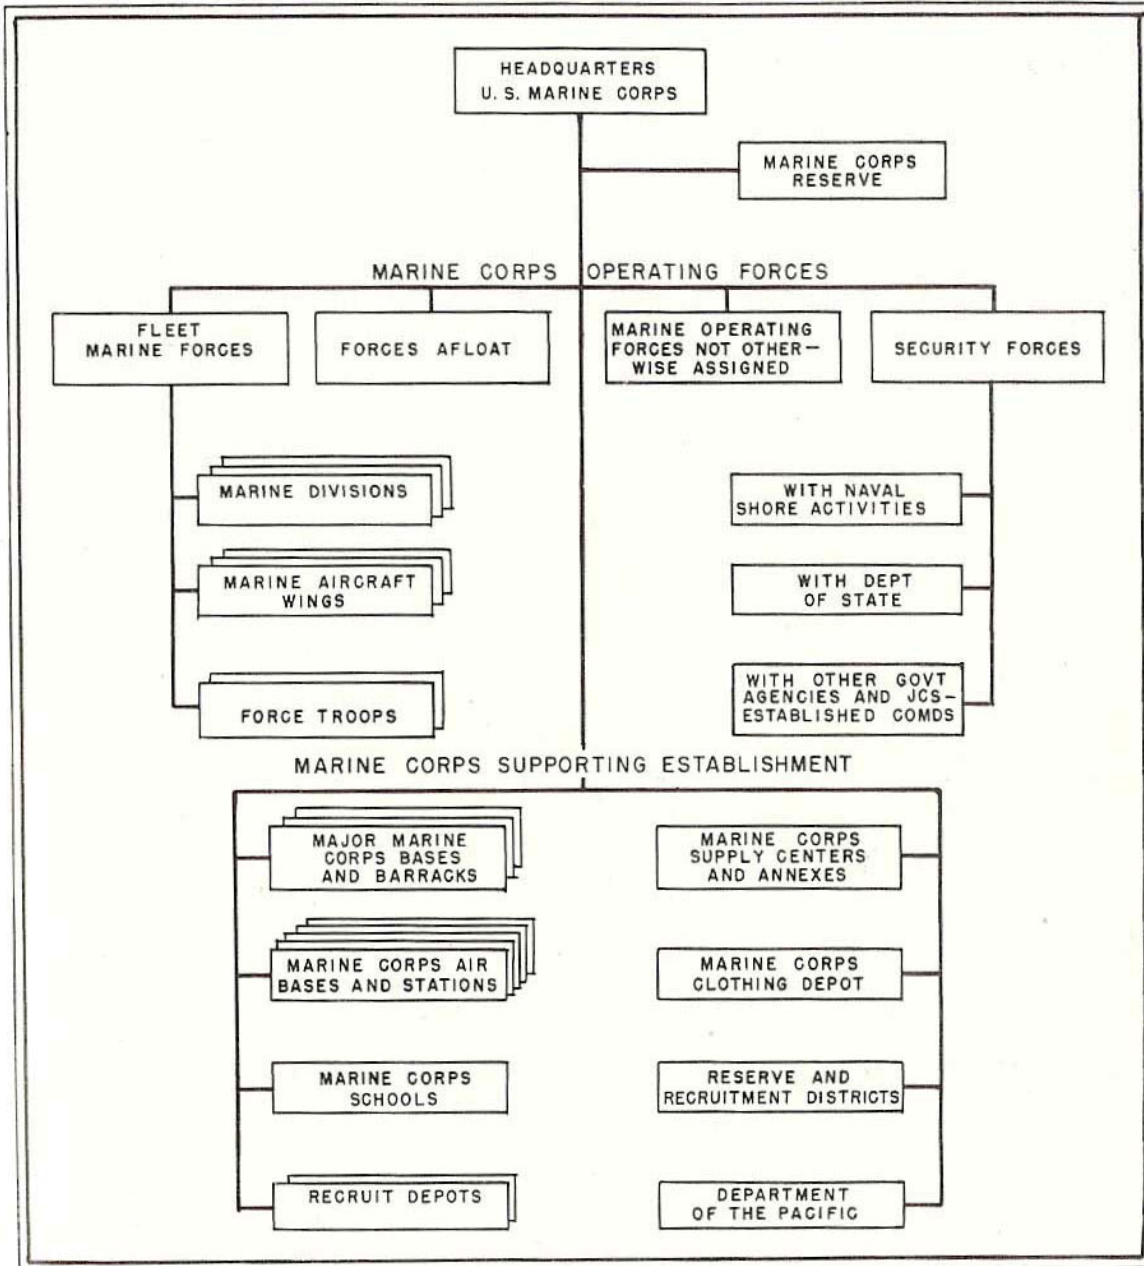 HEADQUARTERS
U. S. MARINE CORPS
MARINE CORPS
RESERVE
MARINE CORPS OPERATING FORCES
FLEET
MARINE FORCES
FORCES AFLOAT
MARINE OPERATING
FORCES NOT OTHER—
WISE ASSIGNED
SECURITY FORCES
MARINE DIVISIONS
MARINE AIRCRAFT
WINGS
FORCE TROOPS
WITH NAVAL
SHORE ACTIVITIES
WITH DEPT
OF STATE
WITH OTHER GOVT
AGENCIES AND JCS-
ESTABLISHED COMDS
MARINE CORPS SUPPORTING ESTABLISHMENT
MAJOR MARINE
CORPS BASES
AND BARRACKS
MARINE CORPS AIR
BASES AND STATIONS
MARINE CORPS
SCHOOLS
RECRUIT DEPOTS
MARINE CORPS
SUPPLY CENTERS
AND ANNEXES
MARINE CORPS
CLOTHING DEPOT
RESERVE AND
RECRUITMENT DISTRICTS
DEPARTMENT
OF THE PACIFIC